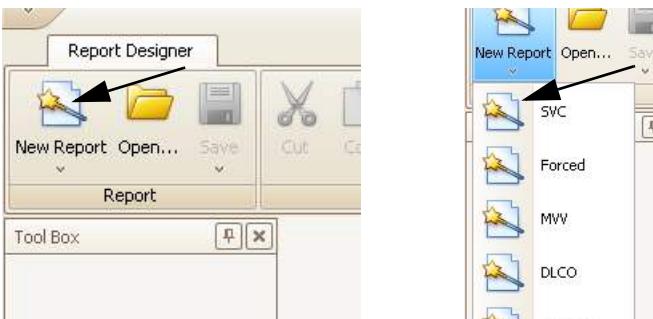 Report Designer
New Report Open... Save Cut
Report
Tool Box
New Report Open...
SVC
Forced
MVV
DLCO